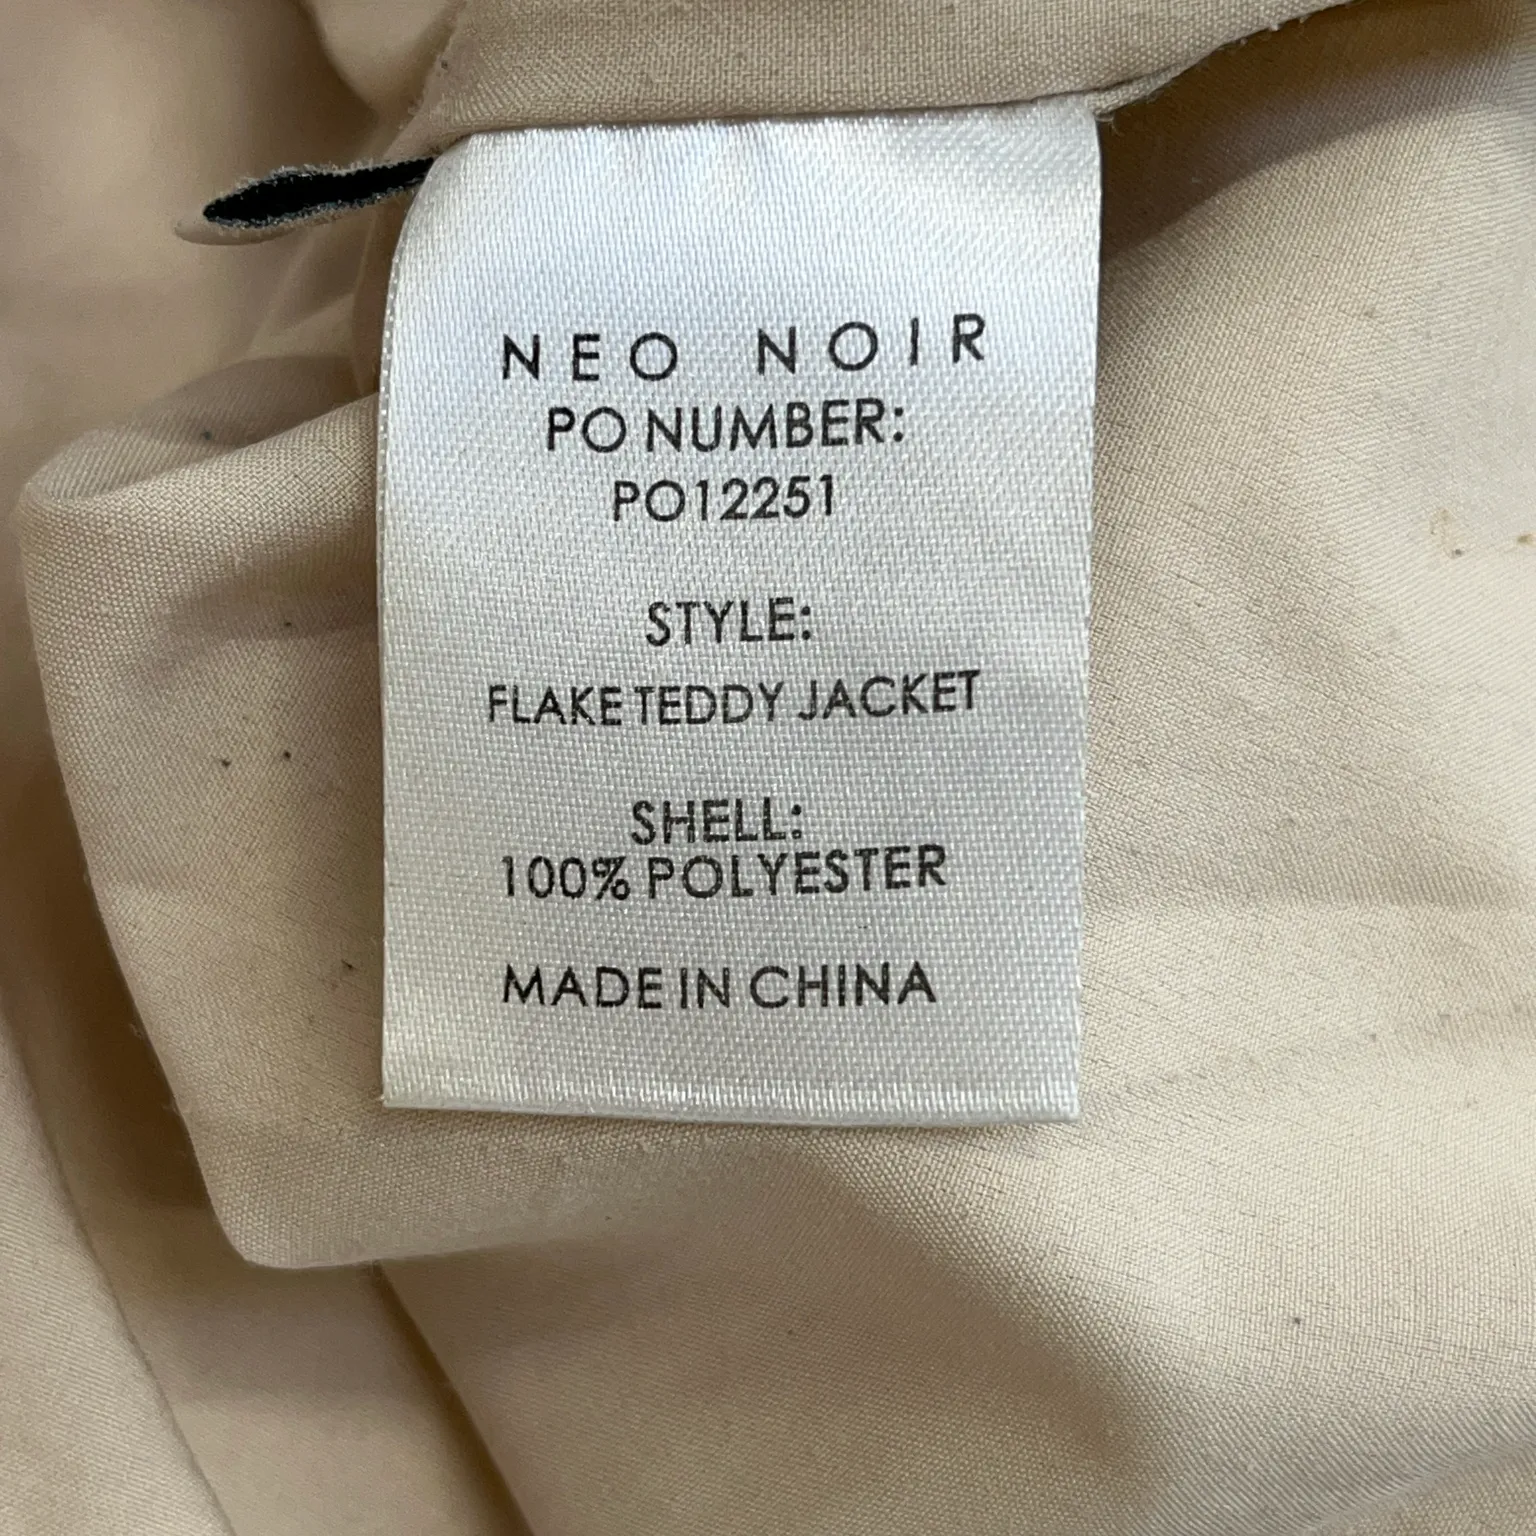 NEO NOIR
PO NUMBER:
PO12251
STYLE:
FLAKE TEDDY JACKET
SHELL:
100% POLYESTER
MADE IN CHINA